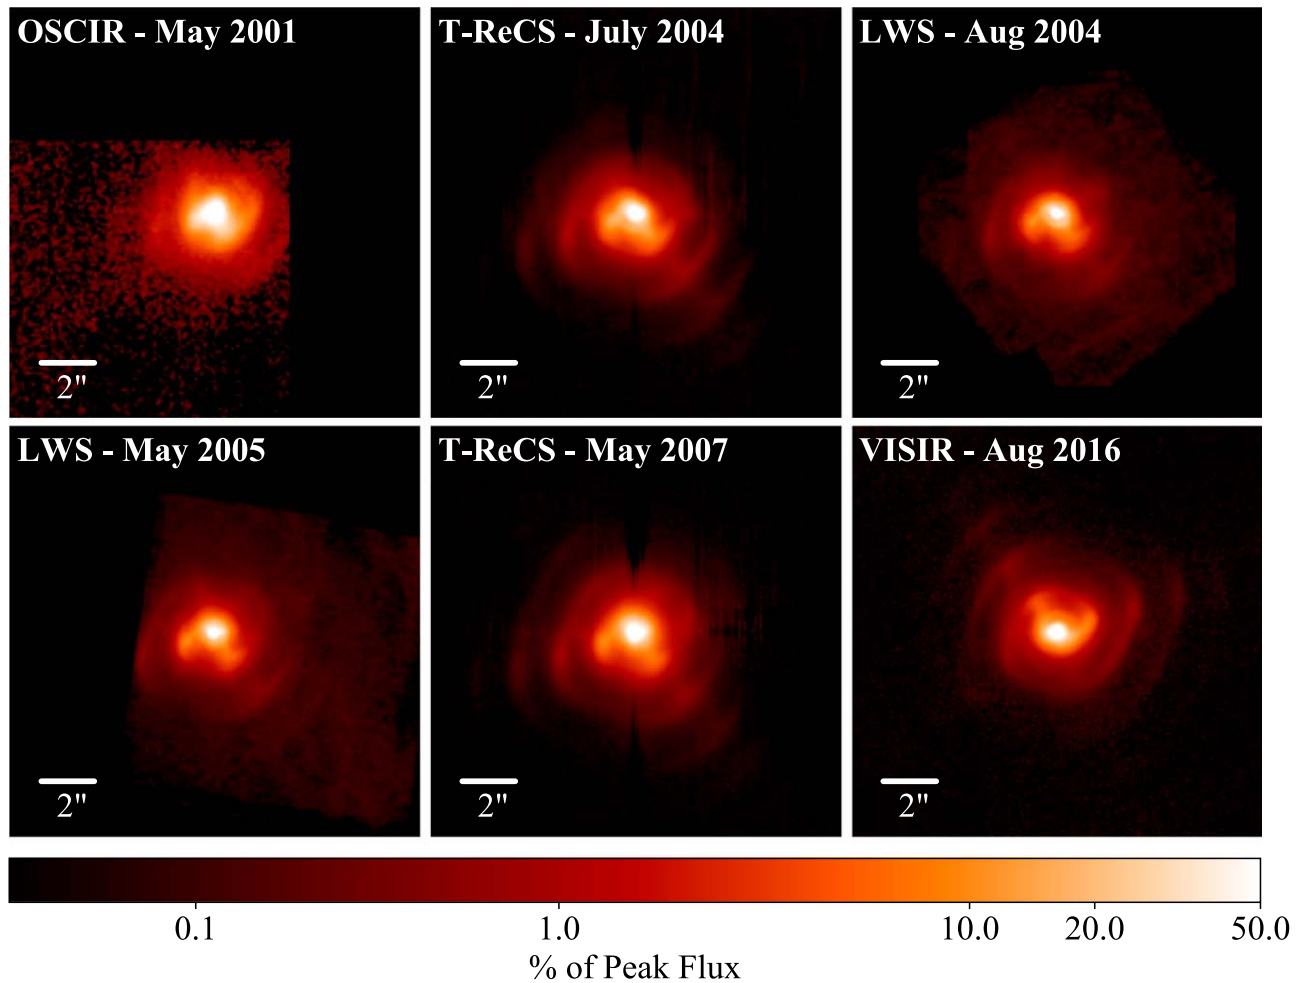 OSCIR - May 2001
T-ReCS - July 2004
LWS - Aug 2004
2"
2"
2"
LWS - May 2005
T-ReCS - May 2007
VISIR - Aug 2016
2"
2"
2"
0.1
1.0
10.0
20.0
50.0
% of Peak Flux